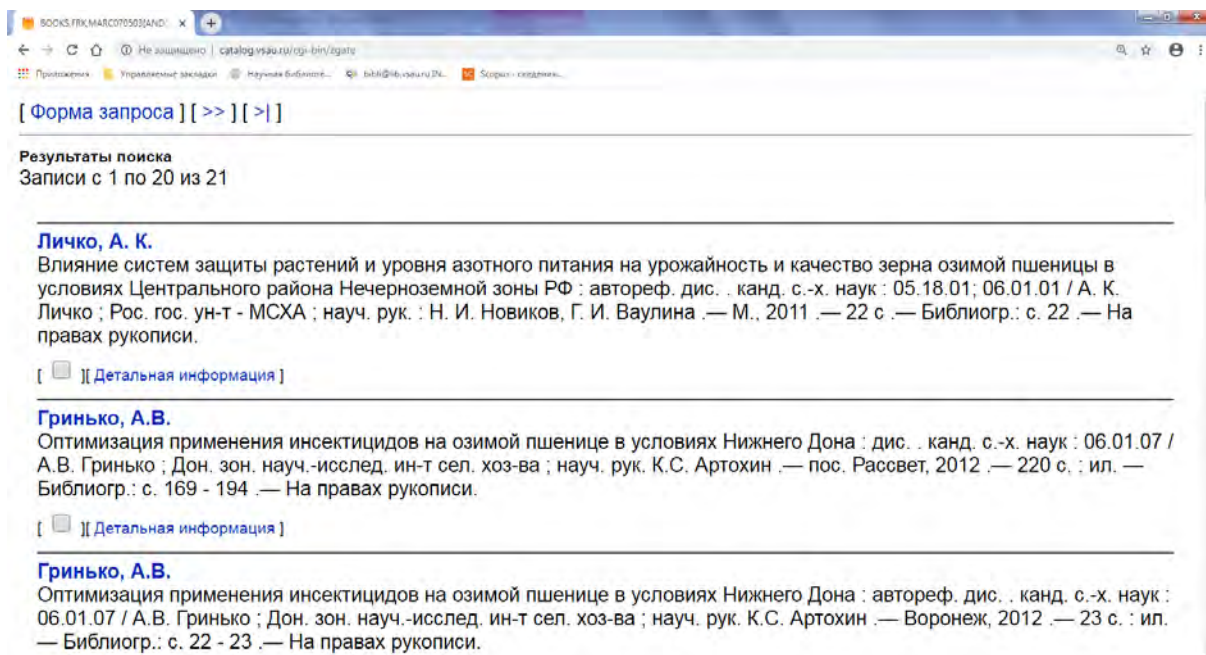 BOOKS.FRK,MARC070503(AND
Не защищено | catalog.vsau.ru/cgi-bin/zgate
Приложения Управляемые закладки Научная библиоте... Scopus - сведения...
[ Форма запроса ] [ >> ] [ >| ]
Результаты поиска
Записи с 1 по 20 из 21
Личко, А. К.
Влияние систем защиты растений и уровня азотного питания на урожайность и качество зерна озимой пшеницы в
условиях Центрального района Нечерноземной зоны РФ : автореф. дис. . канд. с.-х. наук : 05.18.01; 06.01.01 / А. К.
Личко ; Рос. гос. ун-т - МСХА ; науч. рук. : Н. И. Новиков, Г. И. Ваулина .— М., 2011 .— 22 с .— Библиогр.: с. 22 .— На
правах рукописи.
[ ][ Детальная информация ]
Гринько, А.В.
Оптимизация применения инсектицидов на озимой пшенице в условиях Нижнего Дона : дис. . канд. с.-х. наук : 06.01.07 /
А.В. Гринько ; Дон. зон. науч.-исслед. ин-т сел. хоз-ва ; науч. рук. К.С. Артохин .— пос. Рассвет, 2012 .— 220 с. : ил. —
Библиогр.: с. 169 - 194 .— На правах рукописи.
[ ][ Детальная информация ]
Гринько, А.В.
Оптимизация применения инсектицидов на озимой пшенице в условиях Нижнего Дона : автореф. дис. . канд. с.-х. наук :
06.01.07 / А.В. Гринько ; Дон. зон. науч.-исслед. ин-т сел. хоз-ва ; науч. рук. К.С. Артохин .— Воронеж, 2012 .— 23 с. : ил.
— Библиогр.: с. 22 - 23 .— На правах рукописи.